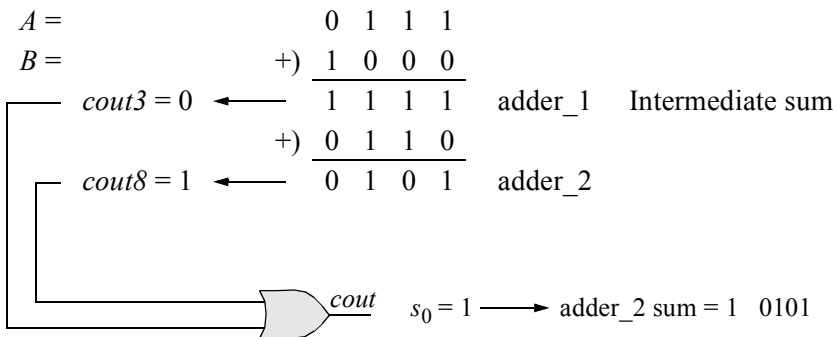 A = 0 1 1 1
B = +) 1 0 0 0
cout3 = 0 1 1 1 1 adder_1 Intermediate sum
+) 0 1 1 0
cout8 = 1 0 1 0 1 adder_2
cout s0 = 1 adder_2 sum = 1 0101